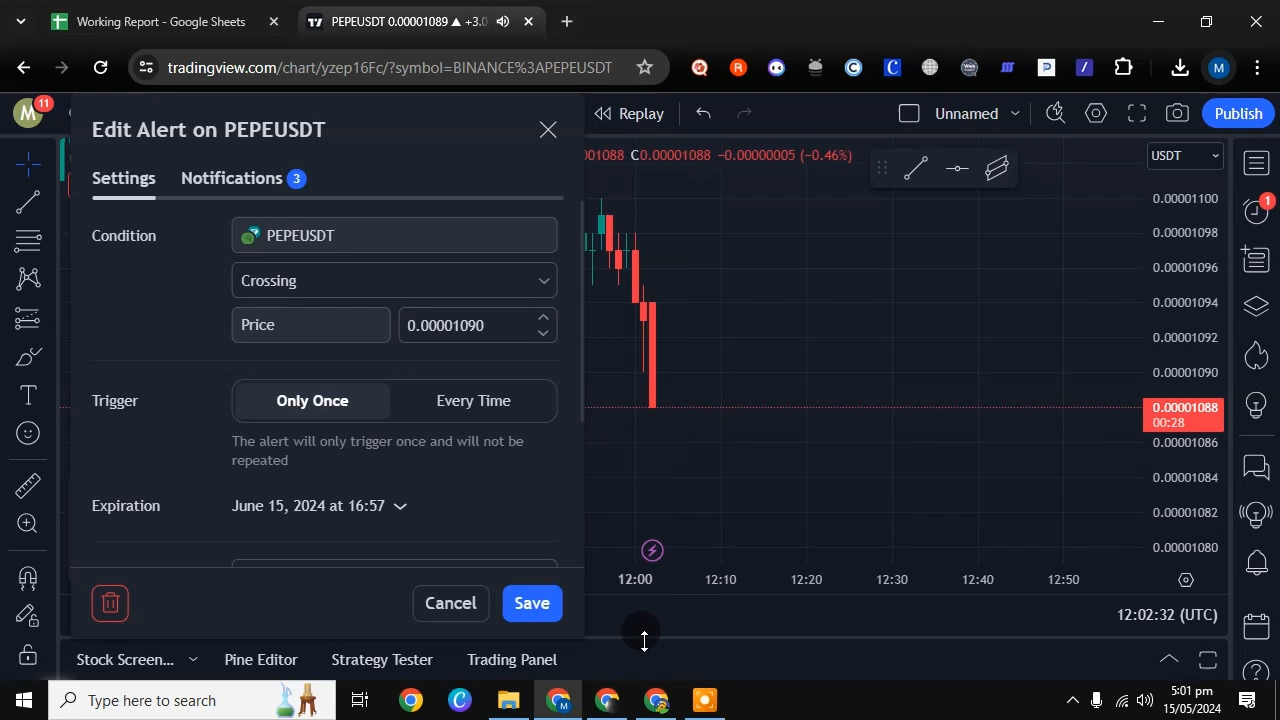 Working Report - Google Sheets
PEPEUSDT 0.00001089 ▲ +3.0
tradingview.com/chart/yzep16Fc/?symbol=BINANCE%3APEPEUSDT
M
M
11
Replay
Unnamed
Publish
Edit Alert on PEPEUSDT
01088 C0.00001088 −0.00000005 (−0.46%)
USDT
Settings
Notifications 3
0.00001100
1
Condition
PEPEUSDT
0.00001098
0.00001096
Crossing
0.00001094
Price
0.00001090
0.00001092
0.00001090
Trigger
Only Once
Every Time
0.00001088
00:28
The alert will only trigger once and will not be
repeated
0.00001086
0.00001084
Expiration
June 15, 2024 at 16:57
0.00001082
0.00001080
12:00
12:10
12:20
12:30
12:40
12:50
Cancel
Save
12:02:32 (UTC)
Stock Screen...
Pine Editor
Strategy Tester
Trading Panel
Type here to search
5:01 pm
15/05/2024